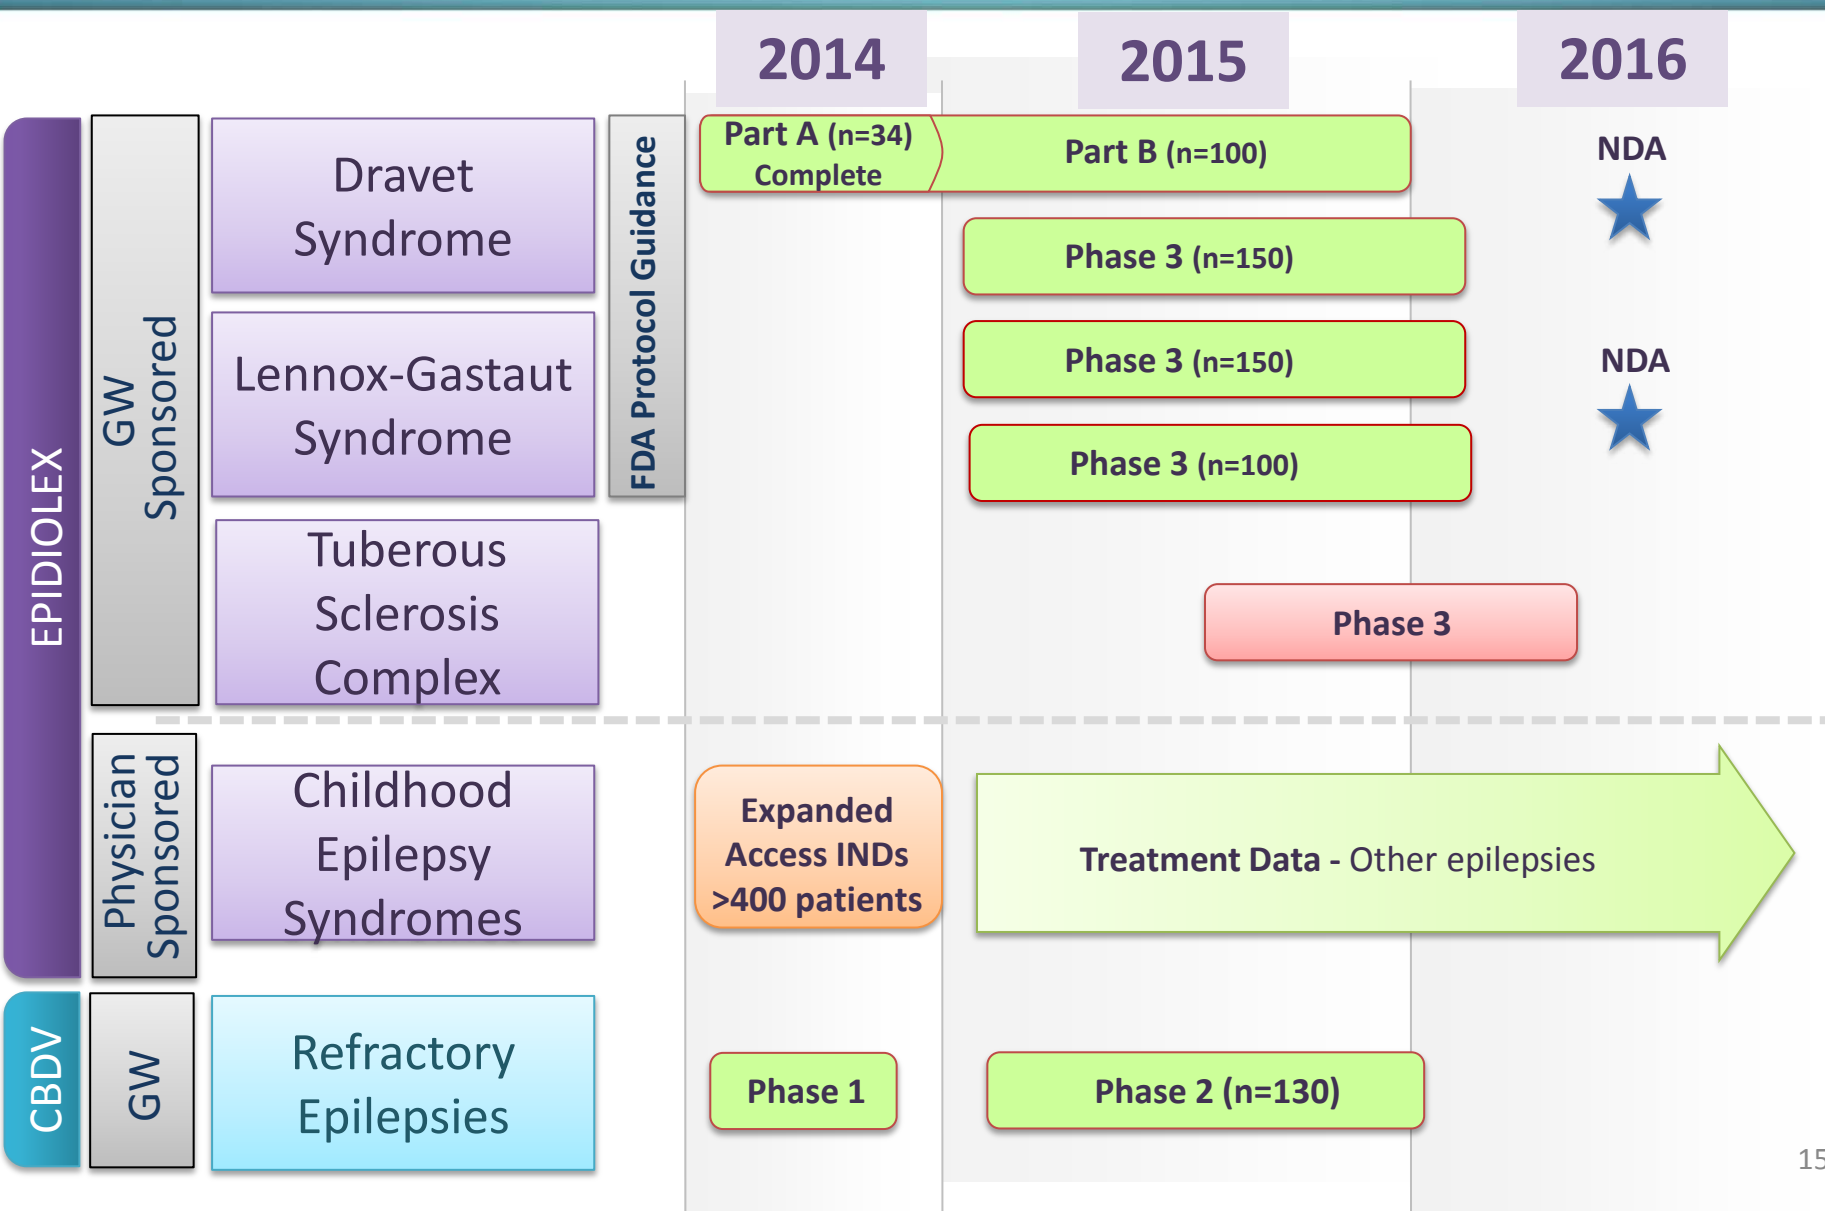 2014
2015
2016
EPIDIOLEX
GW
Sponsored
Dravet
Syndrome
FDA Protocol Guidance
Part A (n=34)
Complete
Part B (n=100)
NDA
Phase 3 (n=150)
Lennox-Gastaut
Syndrome
Phase 3 (n=150)
NDA
Phase 3 (n=100)
Tuberous
Sclerosis
Complex
Phase 3
Physician
Sponsored
Childhood
Epilepsy
Syndromes
Expanded
Access INDs
>400 patients
Treatment Data - Other epilepsies
CBDV
GW
Refractory
Epilepsies
Phase 1
Phase 2 (n=130)
15